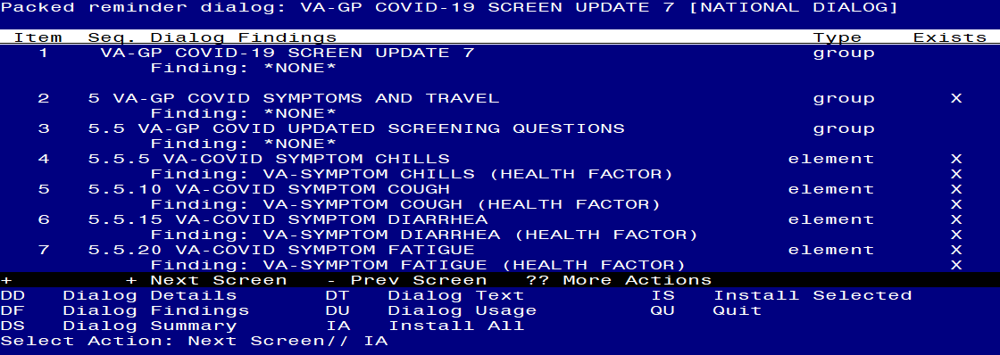 Packed reminder dialog: VA-GP COVID-19 SCREEN UPDATE 7 [NATIONAL DIALOG]
Item Seq. Dialog Findings Type Exists
1 VA-GP COVID-19 SCREEN UPDATE 7 group
Finding: *NONE*
2 5 VA-GP COVID SYMPTOMS AND TRAVEL group X
Finding: *NONE*
3 5.5 VA-GP COVID UPDATED SCREENING QUESTIONS group
Finding: *NONE*
4 5.5.5 VA-COVID SYMPTOM CHILLS element X
Finding: VA-SYMPTOM CHILLS (HEALTH FACTOR) X
5 5.5.10 VA-COVID SYMPTOM COUGH element X
Finding: VA-SYMPTOM COUGH (HEALTH FACTOR) X
6 5.5.15 VA-COVID SYMPTOM DIARRHEA element X
Finding: VA-SYMPTOM DIARRHEA (HEALTH FACTOR) X
7 5.5.20 VA-COVID SYMPTOM FATIGUE element X
Finding: VA-SYMPTOM FATIGUE (HEALTH FACTOR) X
+ + Next Screen - Prev Screen ?? More Actions
DD Dialog Details DT Dialog Text IS Install Selected
DF Dialog Findings DU Dialog Usage QU Quit
DS Dialog Summary IA Install All
Select Action: Next Screen// IA